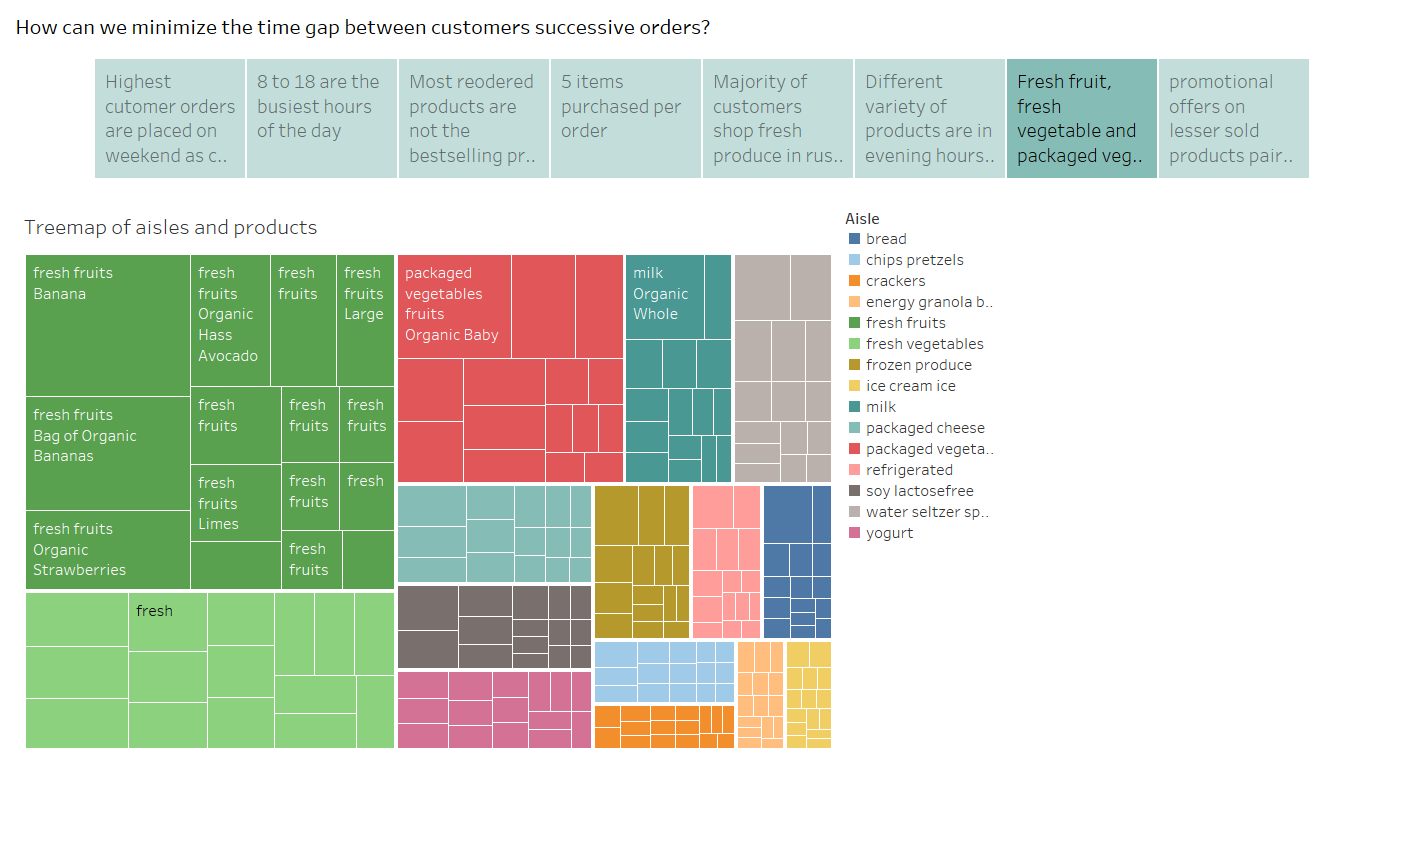 How can we minimize the time gap between customers successive orders?
Highest
cutomer orders
are placed on
weekend as c..
8 to 18 are the
busiest hours
of the day
Most reodered
products are
not the
bestselling pr..
5 items
purchased per
order
Majority of
customers
shop fresh
produce in rus..
Different
variety of
products are in
evening hours..
Fresh fruit,
fresh
vegetable and
packaged veg..
promotional
offers on
lesser sold
products pair..
Treemap of aisles and products
fresh fruits
Banana
fresh
fruits
Organic
Hass
Avocado
fresh
fruits
fresh
fruits
Large
fresh fruits
Bag of Organic
Bananas
fresh
fruits
fresh
fruits
fresh
fruits
fresh
fruits
Limes
fresh
fruits
fresh
fresh fruits
Organic
Strawberries
fresh
fruits
fresh
packaged
vegetables
fruits
Organic Baby
milk
Organic
Whole
Aisle
bread
chips pretzels
crackers
energy granola b..
fresh fruits
fresh vegetables
frozen produce
ice cream ice
milk
packaged cheese
packaged vegeta..
refrigerated
soy lactosefree
water seltzer sp..
yogurt